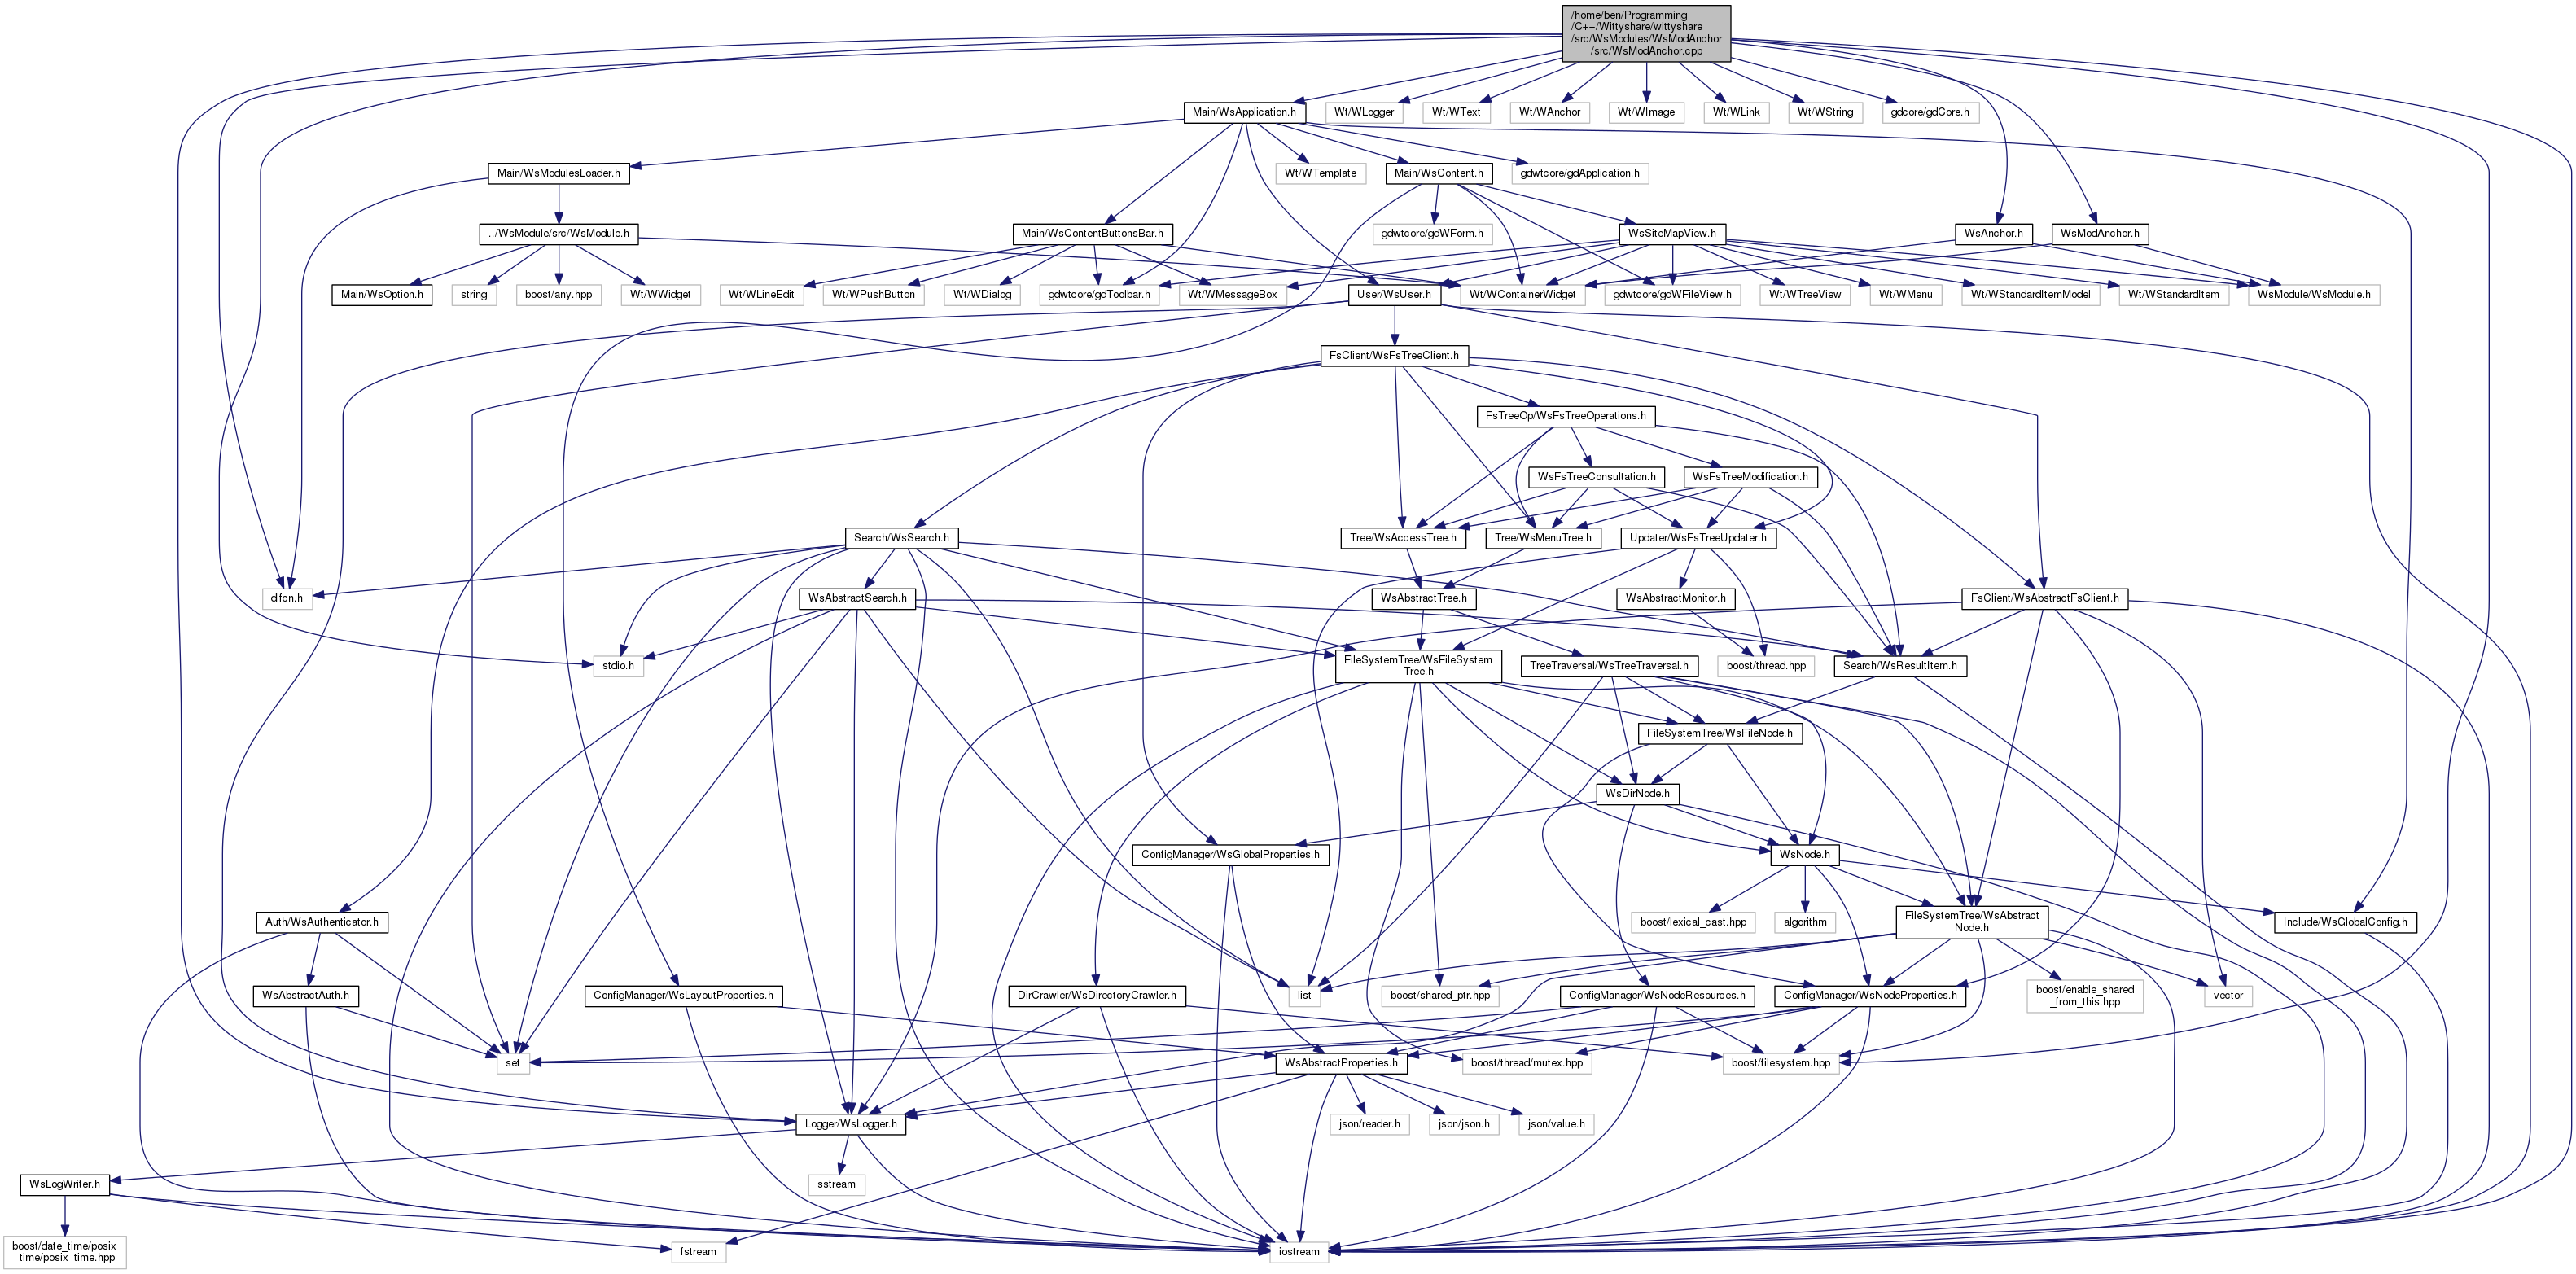 /home/ben/Programming
/C++/Wittyshare/wittyshare
/src/WsModules/WsModAnchor
/src/WsModAnchor.cpp
Main/WsApplication.h
Wt/WLogger
Wt/WText
Wt/WAnchor
Wt/WImage
Wt/WLink
Wt/WString
gdcore/gdCore.h
Main/WsModulesLoader.h
Wt/WTemplate
Main/WsContent.h
gdwtcore/gdApplication.h
../WsModule/src/WsModule.h
Main/WsContentButtonsBar.h
gdwtcore/gdWForm.h
WsSiteMapView.h
WsAnchor.h
WsModAnchor.h
Main/WsOption.h
string
boost/any.hpp
Wt/WWidget
Wt/WLineEdit
Wt/WPushButton
Wt/WDialog
gdwtcore/gdToolbar.h
Wt/WMessageBox
User/WsUser.h
Wt/WContainerWidget
gdwtcore/gdWFileView.h
Wt/WTreeView
Wt/WMenu
Wt/WStandardItemModel
Wt/WStandardItem
WsModule/WsModule.h
FsClient/WsFsTreeClient.h
FsTreeOp/WsFsTreeOperations.h
WsFsTreeConsultation.h
WsFsTreeModification.h
Search/WsSearch.h
Tree/WsAccessTree.h
Tree/WsMenuTree.h
Updater/WsFsTreeUpdater.h
dlfcn.h
WsAbstractSearch.h
WsAbstractTree.h
WsAbstractMonitor.h
FsClient/WsAbstractFsClient.h
stdio.h
FileSystemTree/WsFileSystem
Tree.h
TreeTraversal/WsTreeTraversal.h
boost/thread.hpp
Search/WsResultItem.h
FileSystemTree/WsFileNode.h
WsDirNode.h
ConfigManager/WsGlobalProperties.h
WsNode.h
Auth/WsAuthenticator.h
boost/lexical_cast.hpp
algorithm
FileSystemTree/WsAbstract
Node.h
Include/WsGlobalConfig.h
WsAbstractAuth.h
ConfigManager/WsLayoutProperties.h
DirCrawler/WsDirectoryCrawler.h
list
boost/shared_ptr.hpp
ConfigManager/WsNodeResources.h
ConfigManager/WsNodeProperties.h
boost/enable_shared
_from_this.hpp
vector
set
WsAbstractProperties.h
boost/thread/mutex.hpp
boost/filesystem.hpp
Logger/WsLogger.h
json/reader.h
json/json.h
json/value.h
WsLogWriter.h
sstream
boost/date_time/posix
_time/posix_time.hpp
fstream
iostream